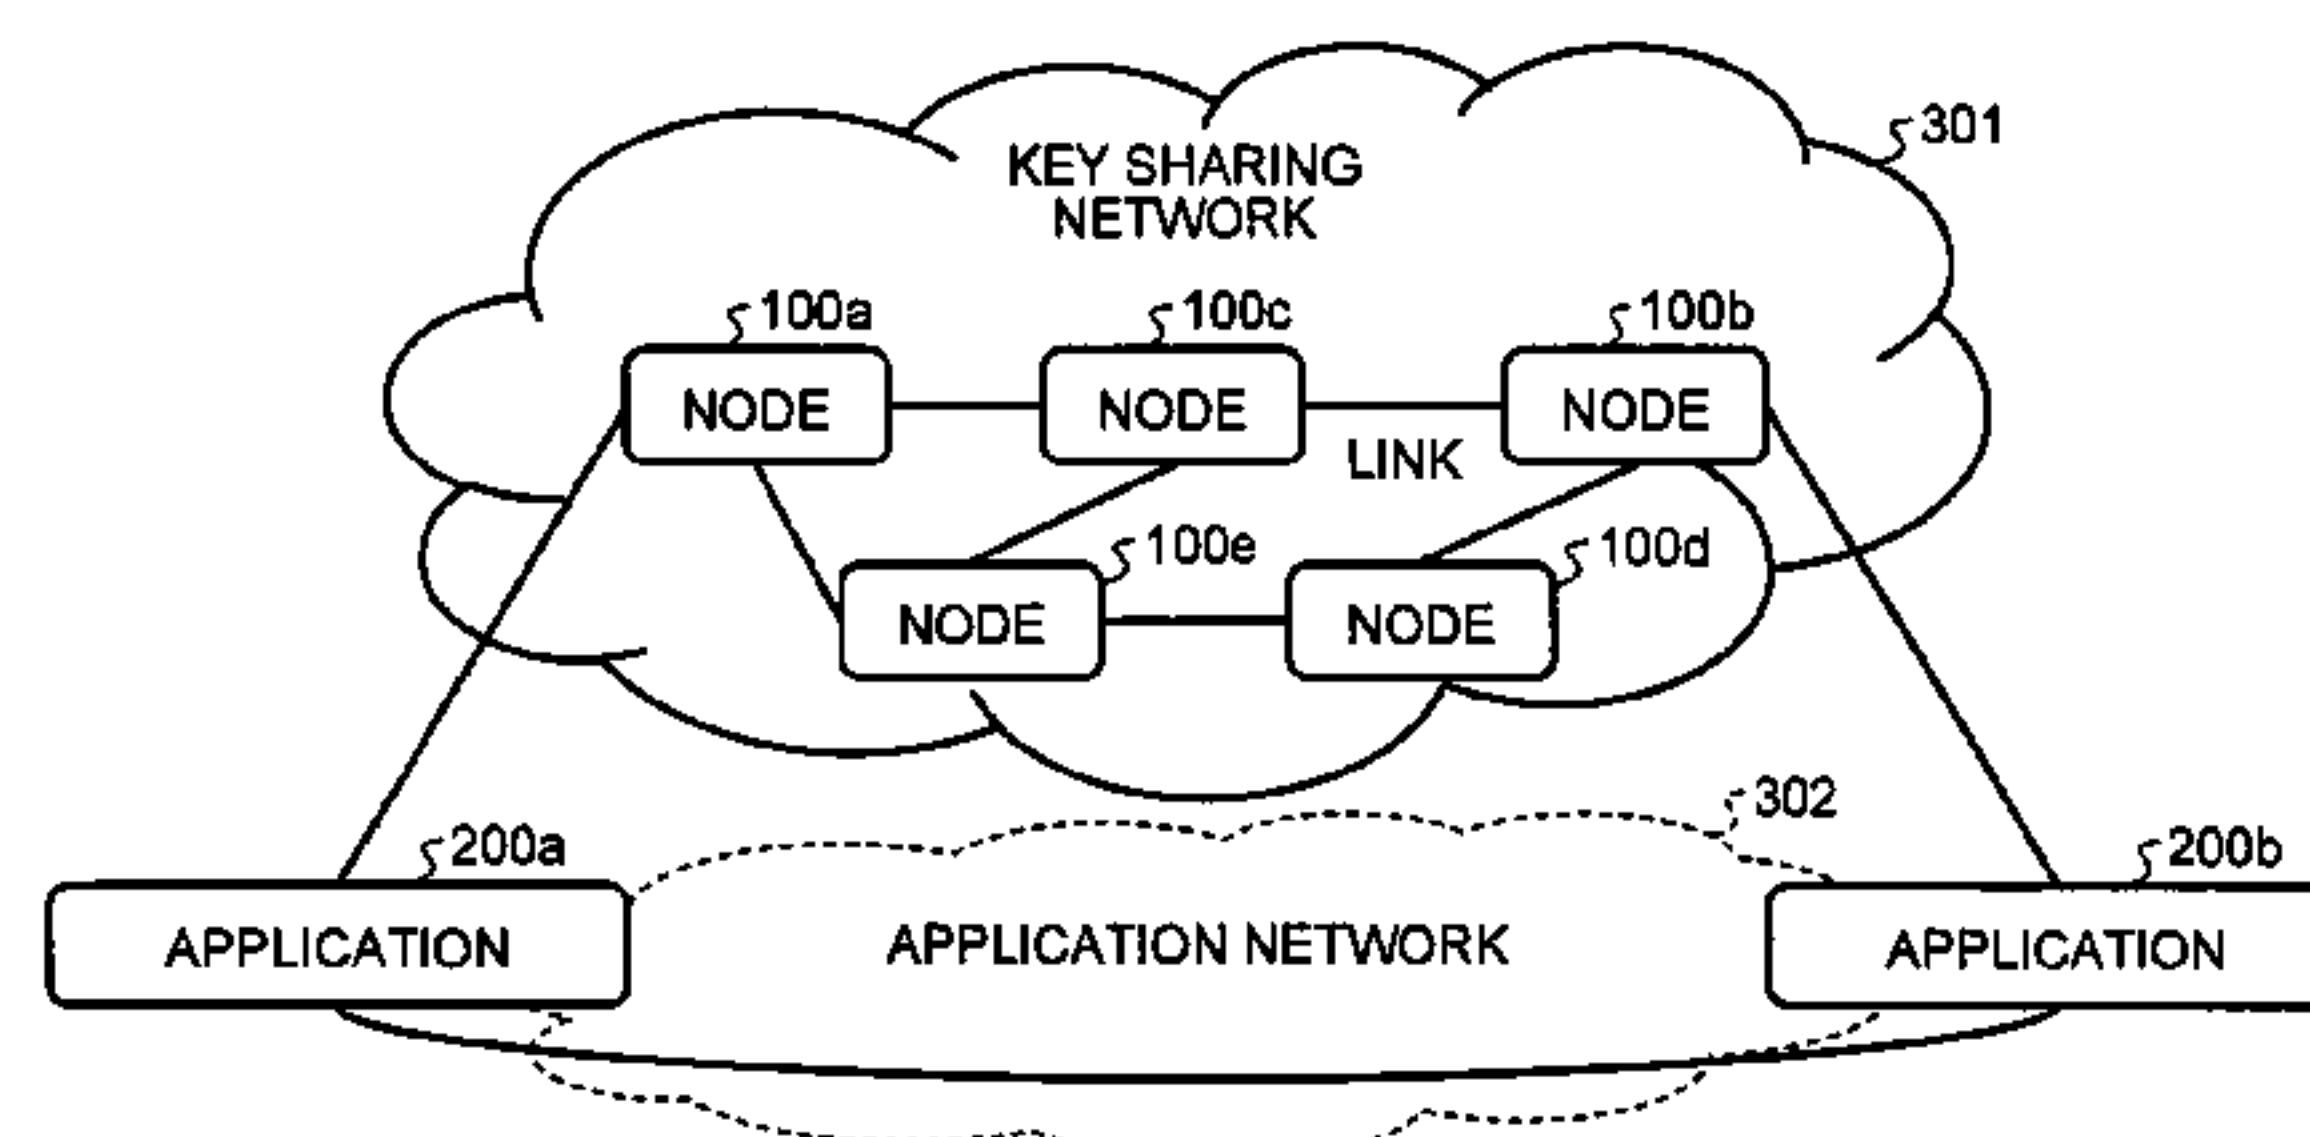 301
KEY SHARING
NETWORK
100a
100c
100b
NODE
NODE
NODE
LINK
100e
100d
NODE
NODE
302
200a
200b
APPLICATION
APPLICATION NETWORK
APPLICATION